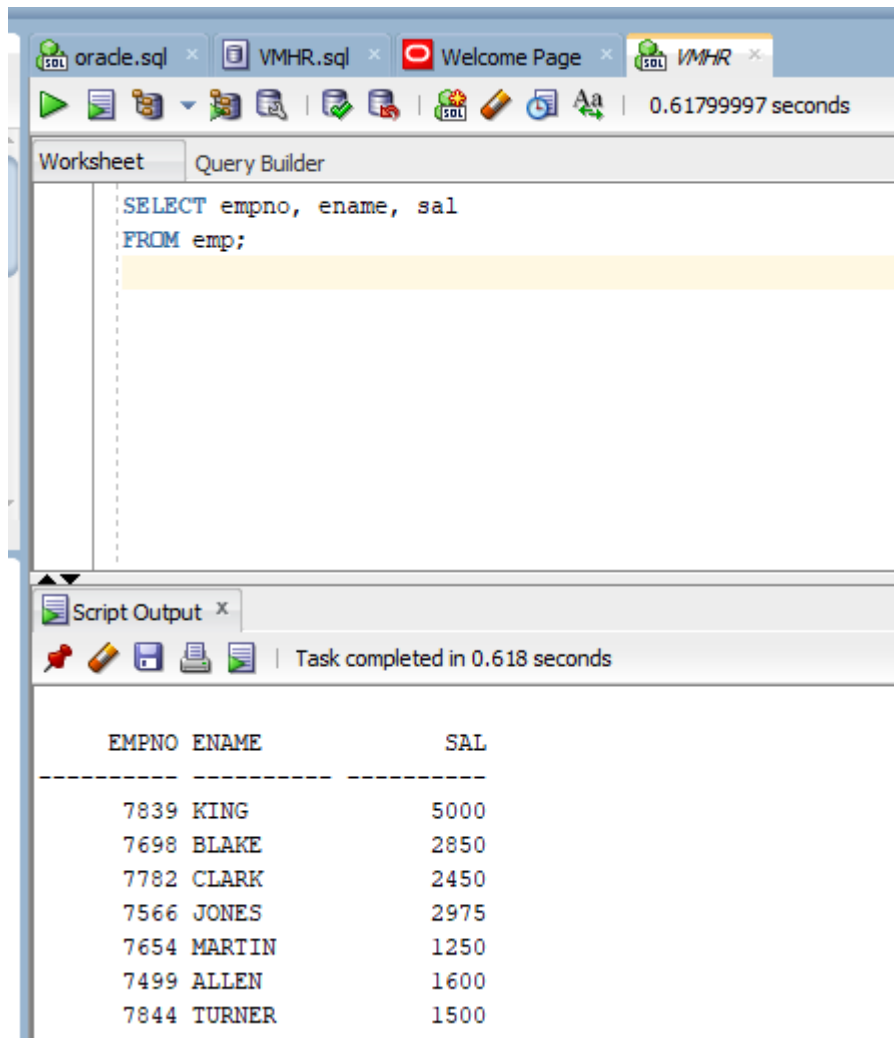 oracle.sql VMHR.sql Welcome Page VMHR
SQL 0.61799997 seconds
Worksheet Query Builder
SELECT empno, ename, sal
FROM emp;
Script Output
Task completed in 0.618 seconds
EMPNO ENAME SAL
---------- ---------- ----------
7839 KING 5000
7698 BLAKE 2850
7782 CLARK 2450
7566 JONES 2975
7654 MARTIN 1250
7499 ALLEN 1600
7844 TURNER 1500